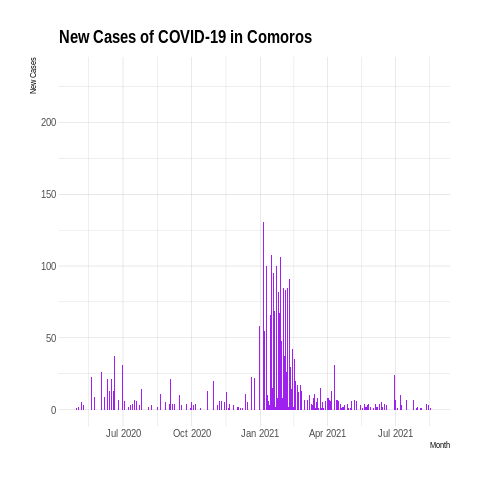 New Cases of COVID-19 in Comoros
New Cases
200
150
100
50
0
Jul 2020 Oct 2020 Jan 2021 Apr 2021 Jul 2021
Month